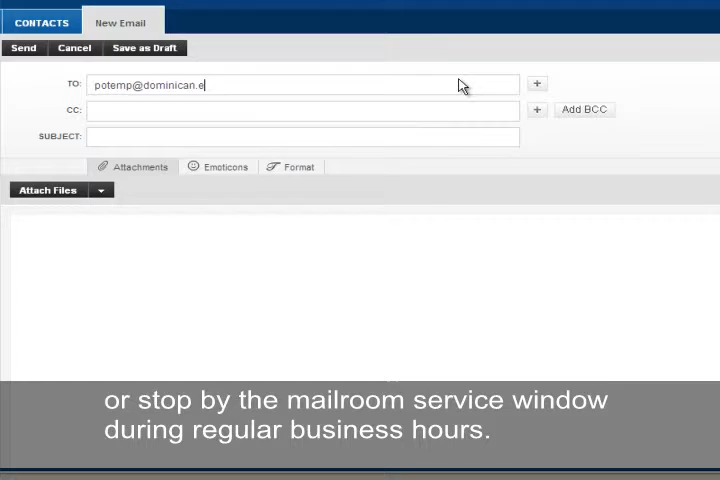 CONTACTS New Email
Send Cancel Save as Draft
TO: potemp@dominican.e +
CC: + Add BCC
SUBJECT:
Attachments Emoticons Format
Attach Files
or stop by the mailroom service window
during regular business hours.